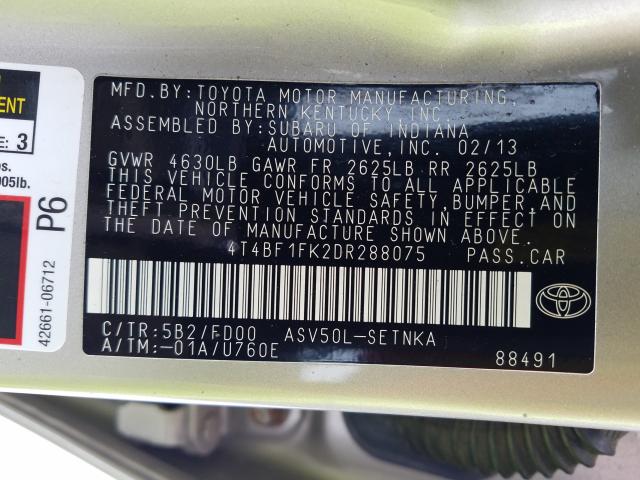 MENT
E: 3
os.
005lb.
P6
42661-06712
MFD.BY:TOYOTA MOTOR MANUFACTURING,
NORTHERN KENTUCKY INC.
ASSEMBLED BY:SUBARU OF INDIANA
AUTOMOTIVE,INC. 02/13
GVWR 4630LB GAWR FR 2625LB RR 2625LB
THIS VEHICLE CONFORMS TO ALL APPLICABLE
FEDERAL MOTOR VEHICLE SAFETY,BUMPER,AND
THEFT PREVENTION STANDARDS IN EFFECT ON
THE DATE OF MANUFACTURE SHOWN ABOVE.
4T4BF1FK2DR288075 PASS.CAR
C/TR:5B2/FD00 ASV50L-SETNKA
A/TM:-01A/U760E
88491